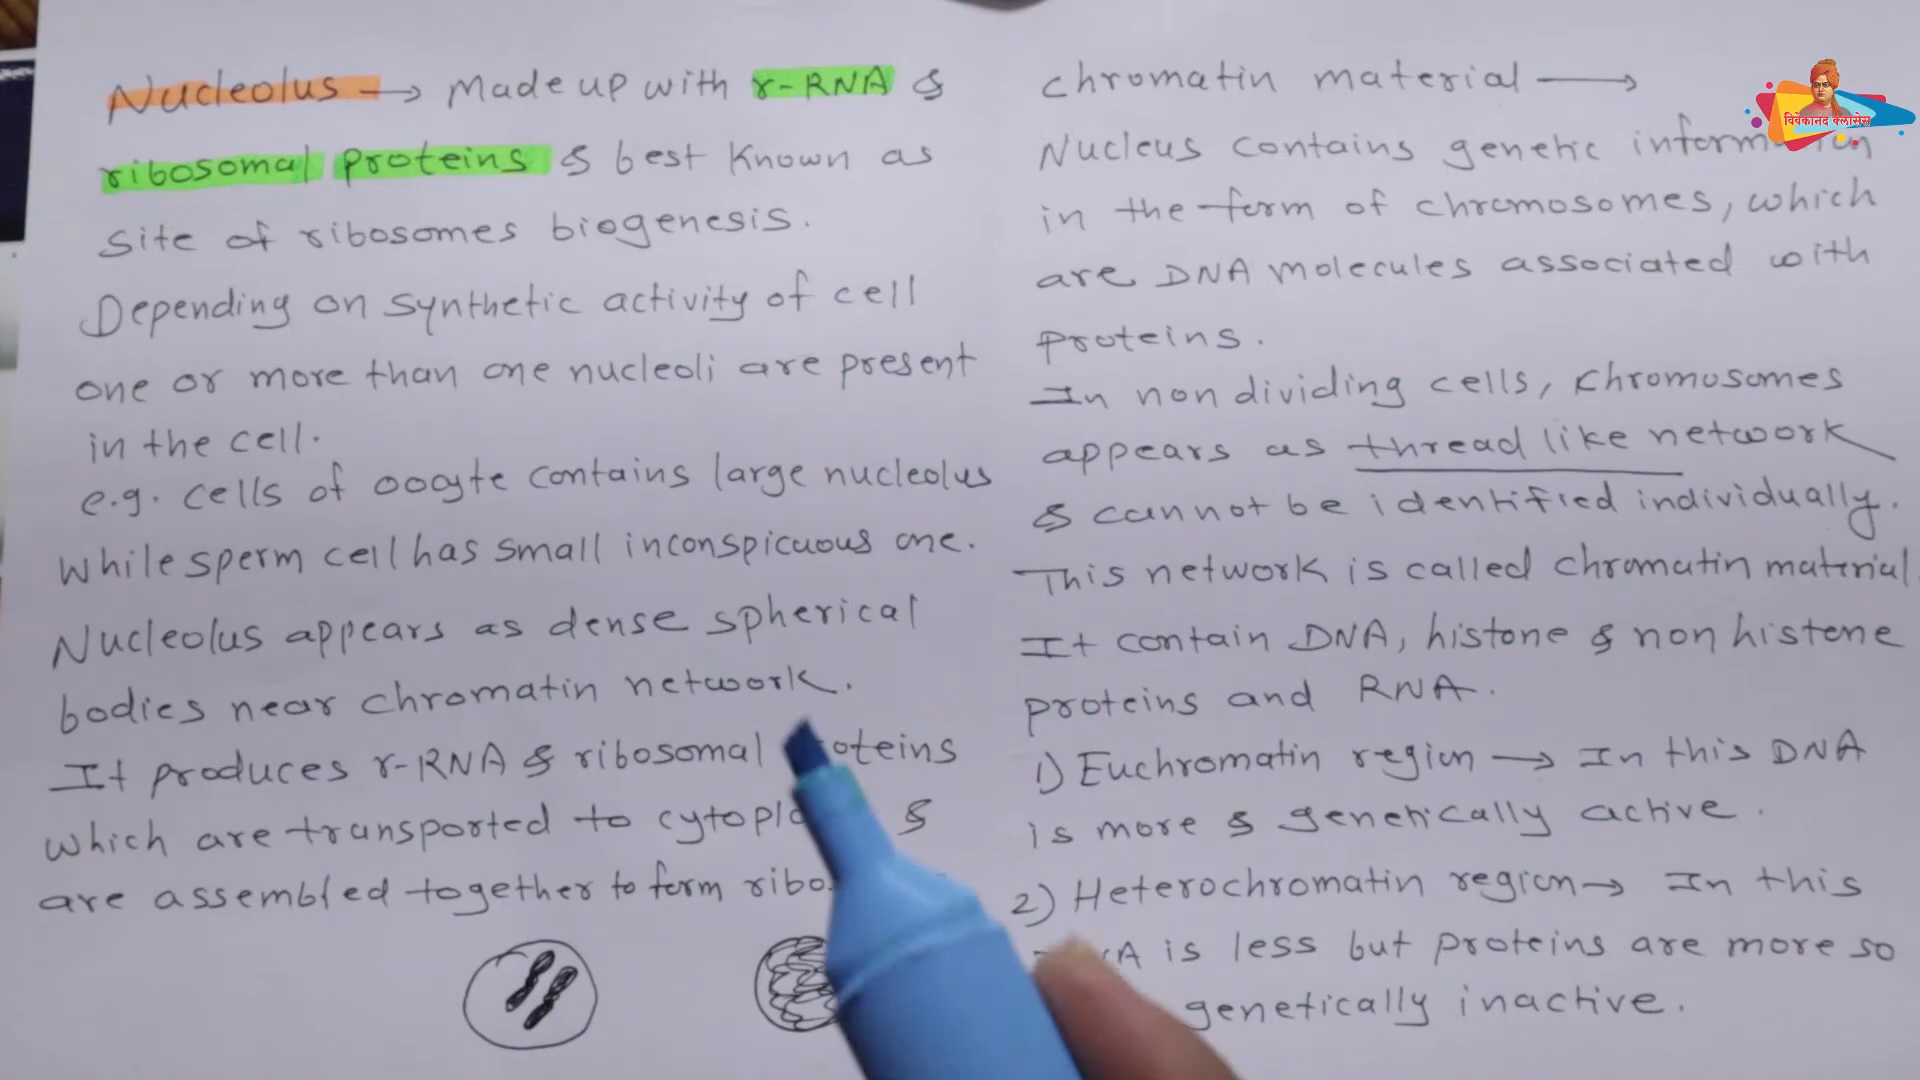 Nucleolus → Made up with r-RNA &
ribosomal proteins & best known as
site of ribosomes biogenesis.
Depending on synthetic activity of cell
one or more than one nucleoli are present
in the cell.
e.g. cells of oocyte contains large nucleolus
while sperm cell has small inconspicuous one.
Nucleolus appears as dense spherical
bodies near chromatin network.
It produces r-RNA & ribosomal
which are transported to &
are assembled together to form
chromatin material →
Nucleus contains genetic information
in the form of chromosomes, which
are DNA molecules associated with
proteins.
In non dividing cells, chromosomes
appears as thread like network
& cannot be identified individually.
This network is called chromatin material
It contain DNA, histone & non histone
proteins and RNA.
1) Euchromatin region → In this DNA
is more & genetically active.
2) Heterochromatin region → In this
is less but proteins are more so
genetically inactive.
विवेकानंद क्लासेस